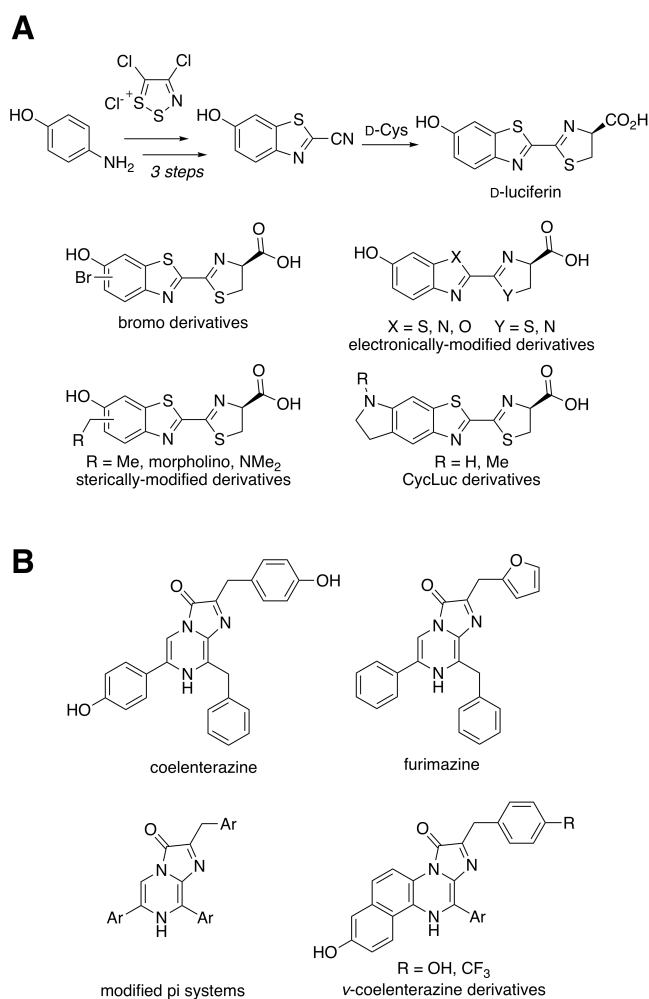 A
Cl Cl
Cl- +S S N
HO NH2
3 steps
HO S N CN
D-Cys
HO S N N S CO2H
D-luciferin
HO Br S N N S O OH
bromo derivatives
HO X N N Y O OH
X = S, N, O Y = S, N
electronically-modified derivatives
HO R S N N S O OH
R = Me, morpholino, NMe2
sterically-modified derivatives
R N S N N S O OH
R = H, Me
CycLuc derivatives
B
O N N N H OH HO
coelenterazine
O N N N H O
furimazine
O Ar N N Ar N H Ar
modified pi systems
O R N N N H Ar HO
R = OH, CF3
v-coelenterazine derivatives